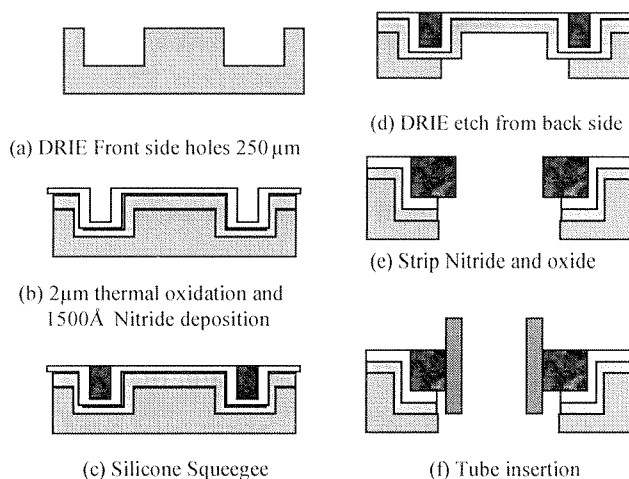 (a) DRIE Front side holes 250 μm
(b) 2μm thermal oxidation and
1500Å Nitride deposition
(c) Silicone Squeegee
(d) DRIE etch from back side
(e) Strip Nitride and oxide
(f) Tube insertion